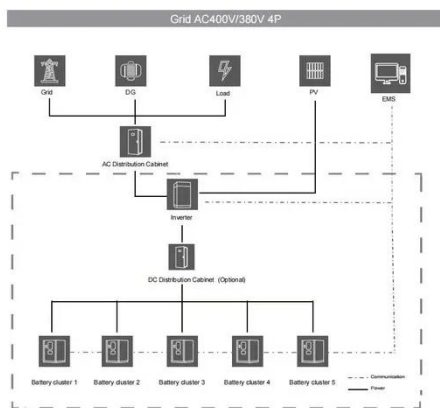 Grid AC400V/380V 4P
Grid
DG
Load
PV
EMS
AC Distribution Cabinet
Inverter
DC Distribution Cabinet (Optional)
Battery cluster 1
Battery cluster 2
Battery cluster 3
Battery cluster 4
Battery cluster 5
Communication
Power